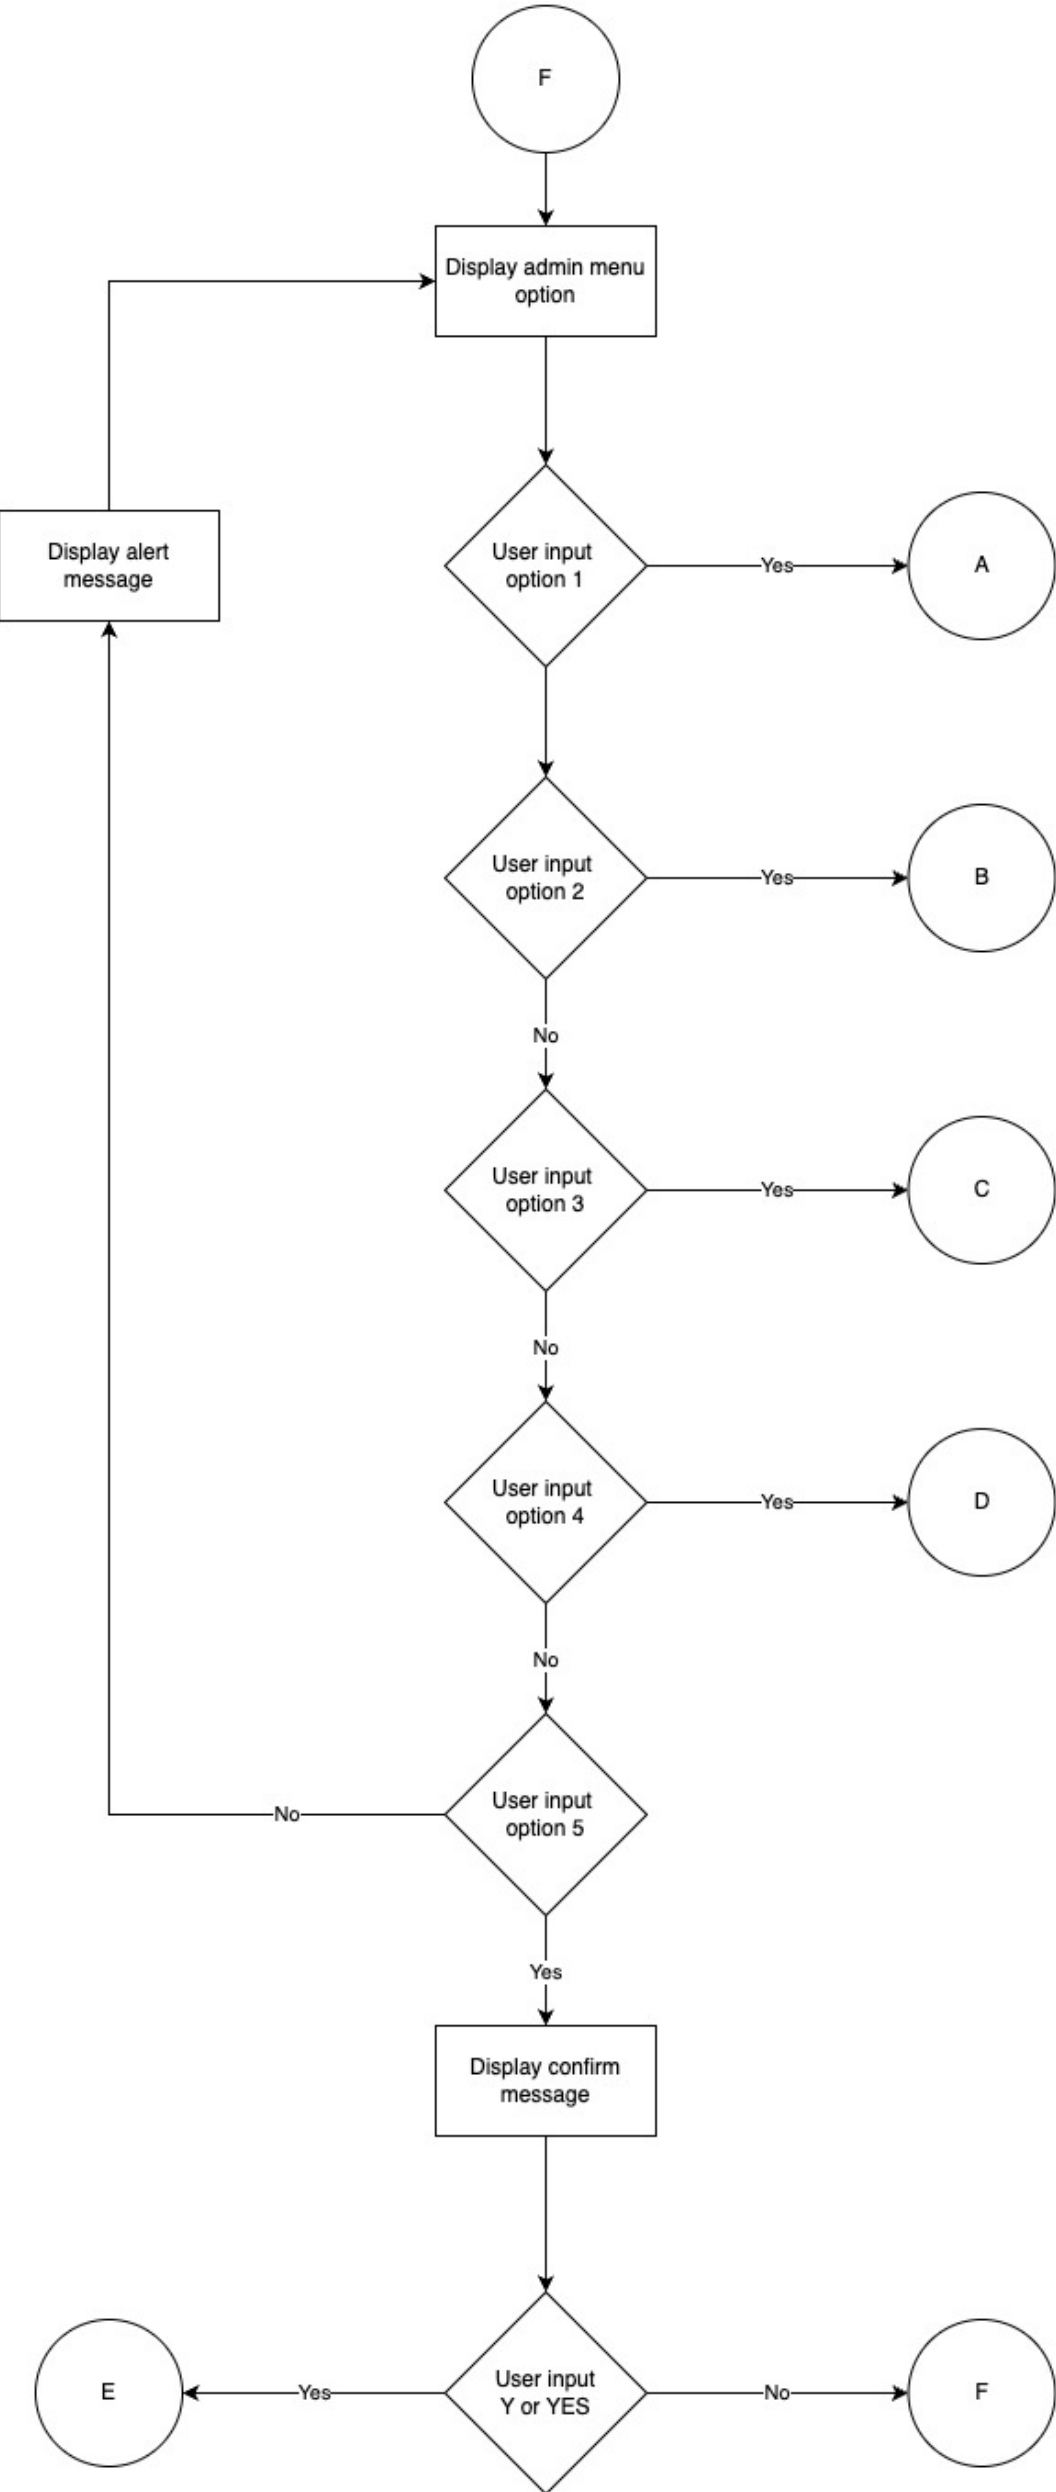 F
Display admin menu
option
Display alert
message
User input
option 1
Yes
A
User input
option 2
Yes
B
No
User input
option 3
Yes
C
No
User input
option 4
Yes
D
No
User input
option 5
No
Yes
Display confirm
message
E
Yes
User input
Y or YES
No
F